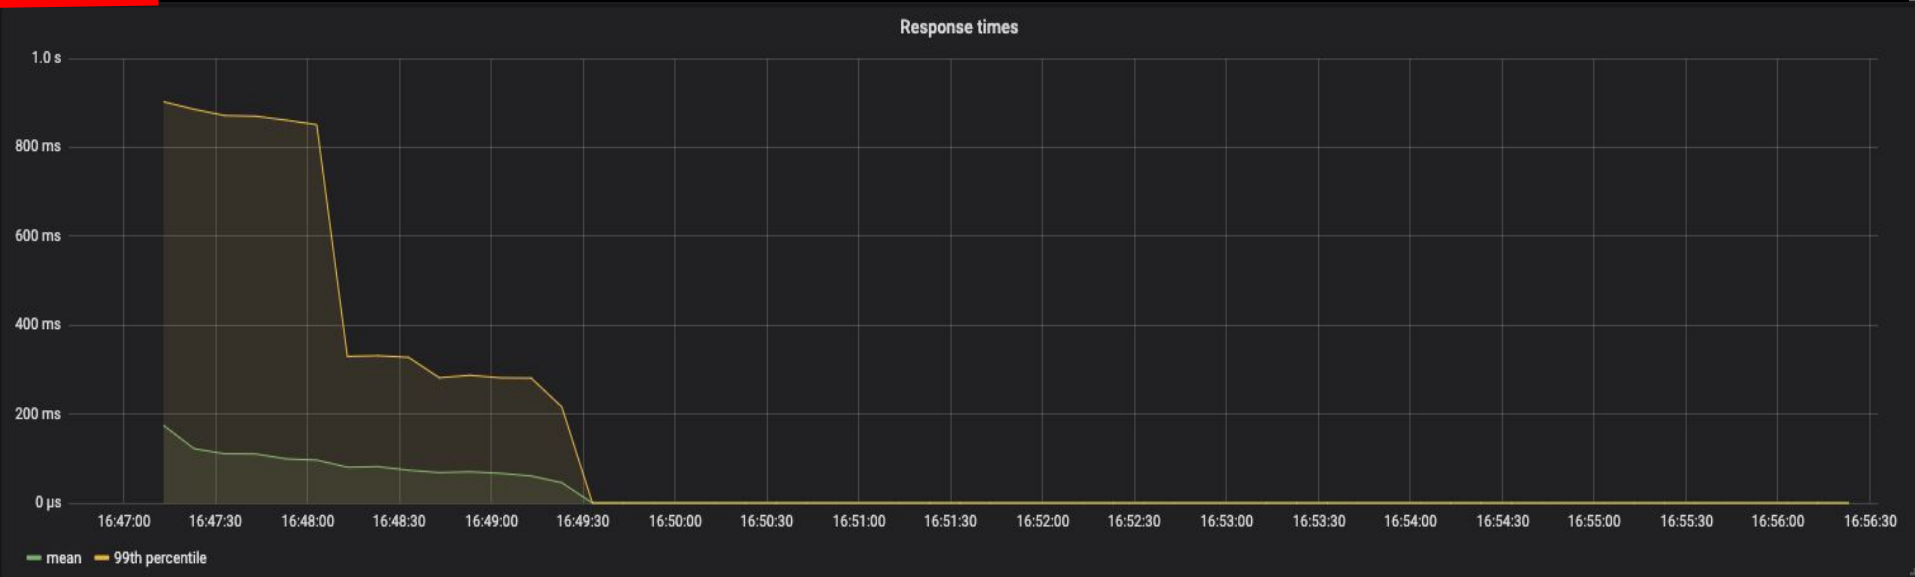 Response times
1.0 s
800 ms
600 ms
400 ms
200 ms
0 µs
16:47:00 16:47:30 16:48:00 16:48:30 16:49:00 16:49:30 16:50:00 16:50:30 16:51:00 16:51:30 16:52:00 16:52:30 16:53:00 16:53:30 16:54:00 16:54:30 16:55:00 16:55:30 16:56:00 16:56:30
mean 99th percentile